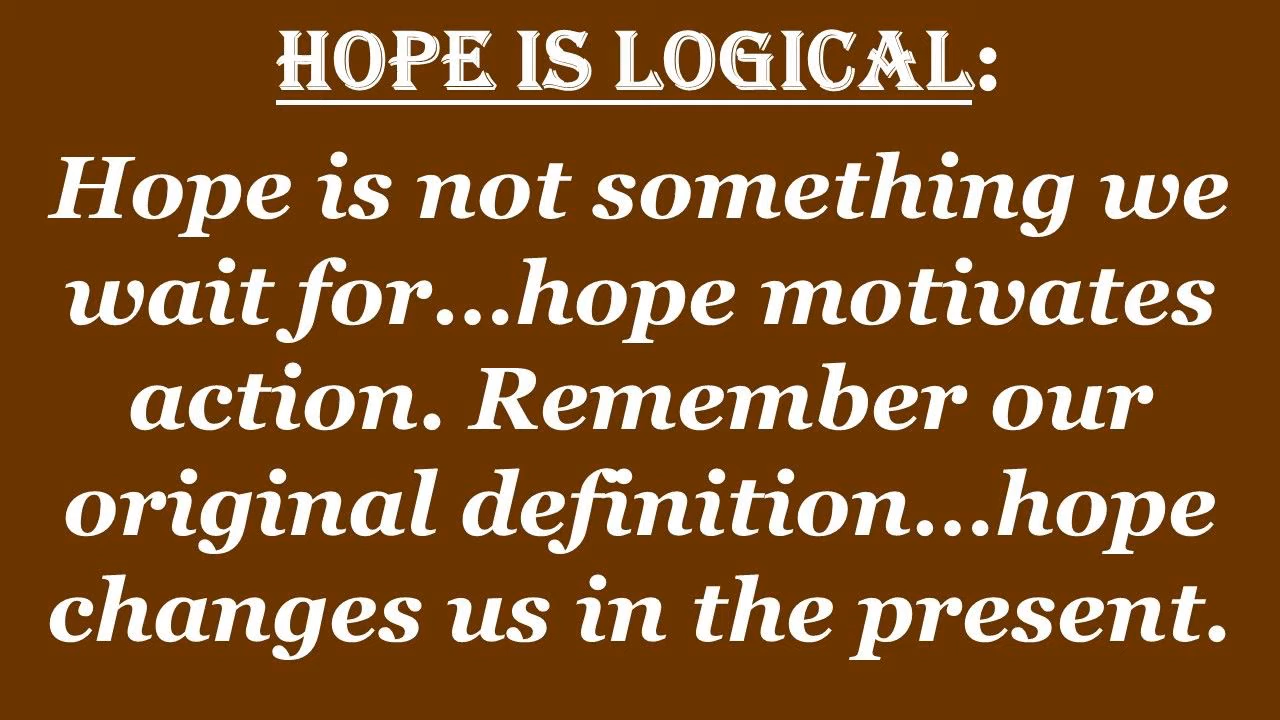 HOPE IS LOGICAL:
Hope is not something we
wait for...hope motivates
action. Remember our
original definition...hope
changes us in the present.